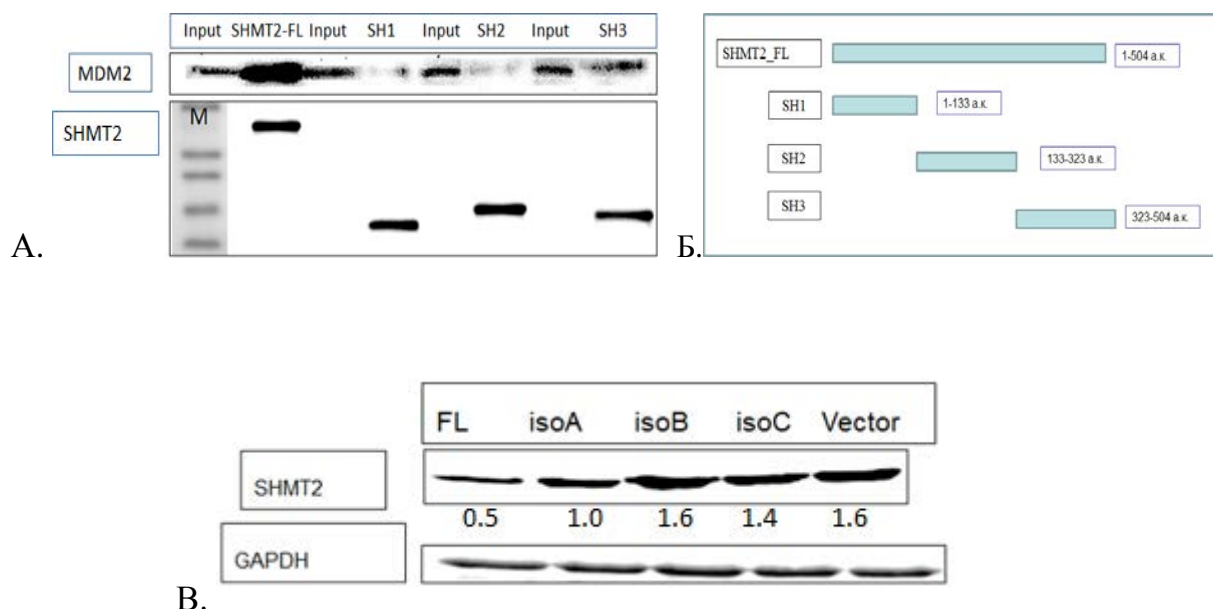 Input SHMT2-FL Input SH1 Input SH2 Input SH3
MDM2
SHMT2
M
А.
SHMT2_FL
1-504 а.к.
SH1
1-133 а.к.
SH2
133-323 а.к.
SH3
323-504 а.к.
Б.
FL isoA isoB isoC Vector
SHMT2
0.5 1.0 1.6 1.4 1.6
GAPDH
В.